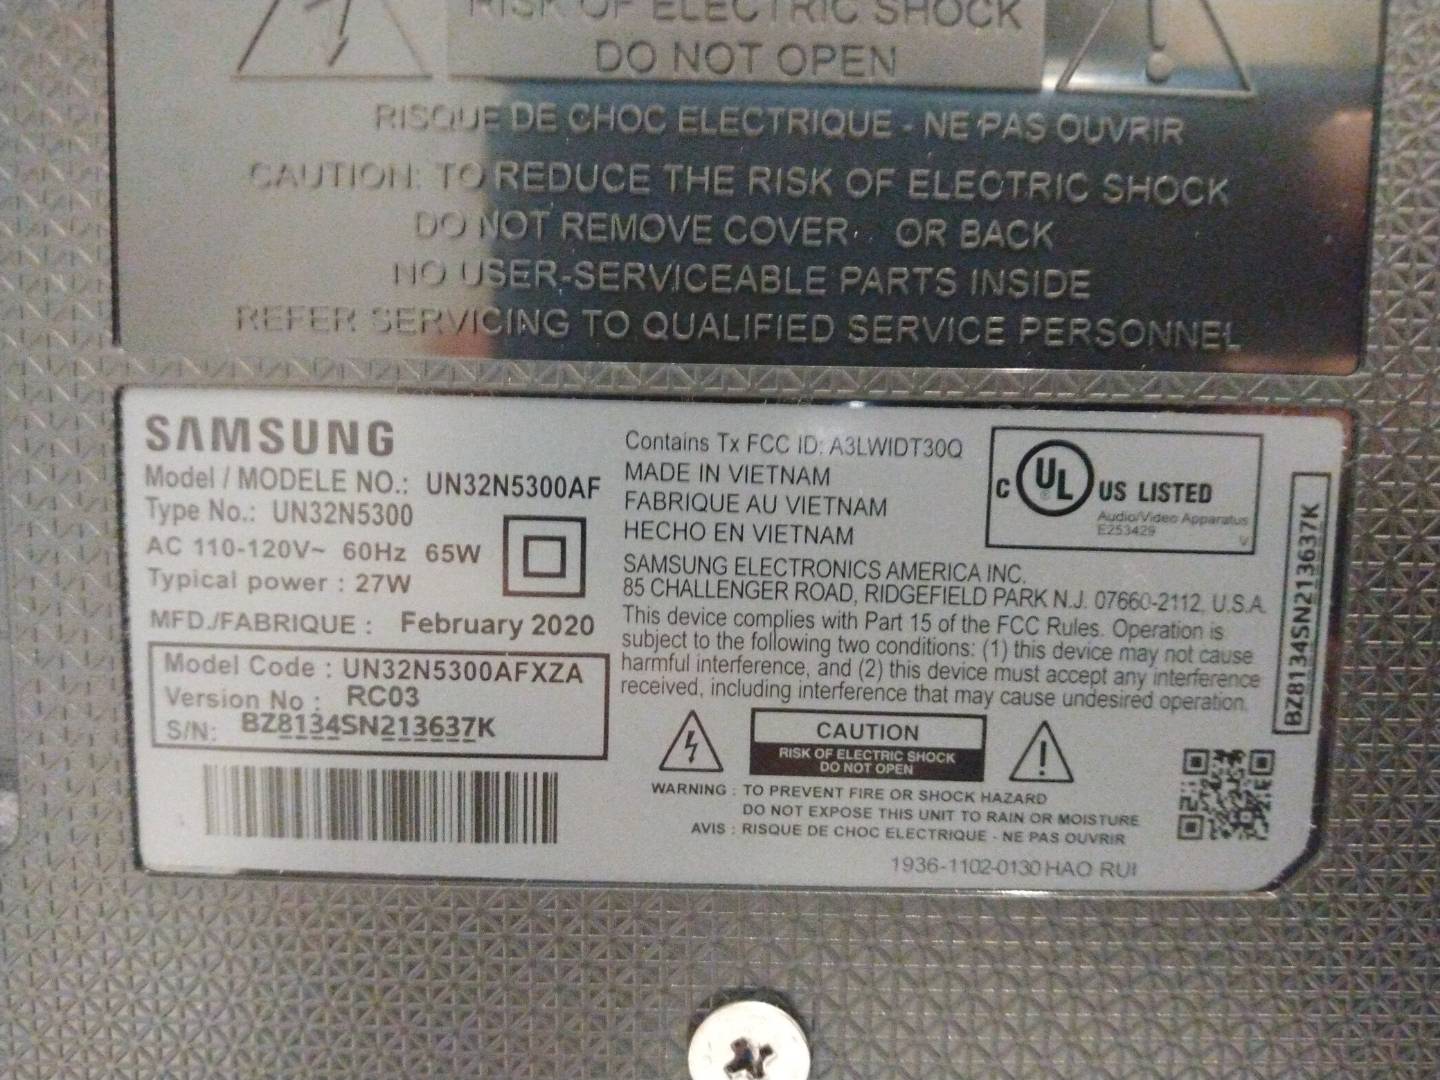 RISK OF ELECTRIC SHOCK
DO NOT OPEN
RISQUE DE CHOC ELECTRIQUE - NE PAS OUVRIR
CAUTION: TO REDUCE THE RISK OF ELECTRIC SHOCK
DO NOT REMOVE COVER OR BACK
NO USER-SERVICEABLE PARTS INSIDE
REFER SERVICING TO QUALIFIED SERVICE PERSONNEL
SAMSUNG
Model / MODELE NO.: UN32N5300AF
Type No.: UN32N5300
AC 110-120V~ 60Hz 65W
Typical power : 27W
MFD./FABRIQUE : February 2020
Model Code : UN32N5300AFXZA
Version No : RC03
S/N: BZ8134SN213637K
Contains Tx FCC ID: A3LWIDT30Q
MADE IN VIETNAM
FABRIQUE AU VIETNAM
HECHO EN VIETNAM
SAMSUNG ELECTRONICS AMERICA INC.
85 CHALLENGER ROAD, RIDGEFIELD PARK N.J. 07660-2112, U.S.A.
This device complies with Part 15 of the FCC Rules. Operation is
subject to the following two conditions: (1) this device may not cause
harmful interference, and (2) this device must accept any interference
received, including interference that may cause undesired operation.
C UL ® US LISTED
Audio/Video Apparatus
E253429
V
BZ8134SN213637K
CAUTION
RISK OF ELECTRIC SHOCK
DO NOT OPEN
WARNING : TO PREVENT FIRE OR SHOCK HAZARD
DO NOT EXPOSE THIS UNIT TO RAIN OR MOISTURE
AVIS : RISQUE DE CHOC ELECTRIQUE - NE PAS OUVRIR
1936-1102-0130 HAO RUI